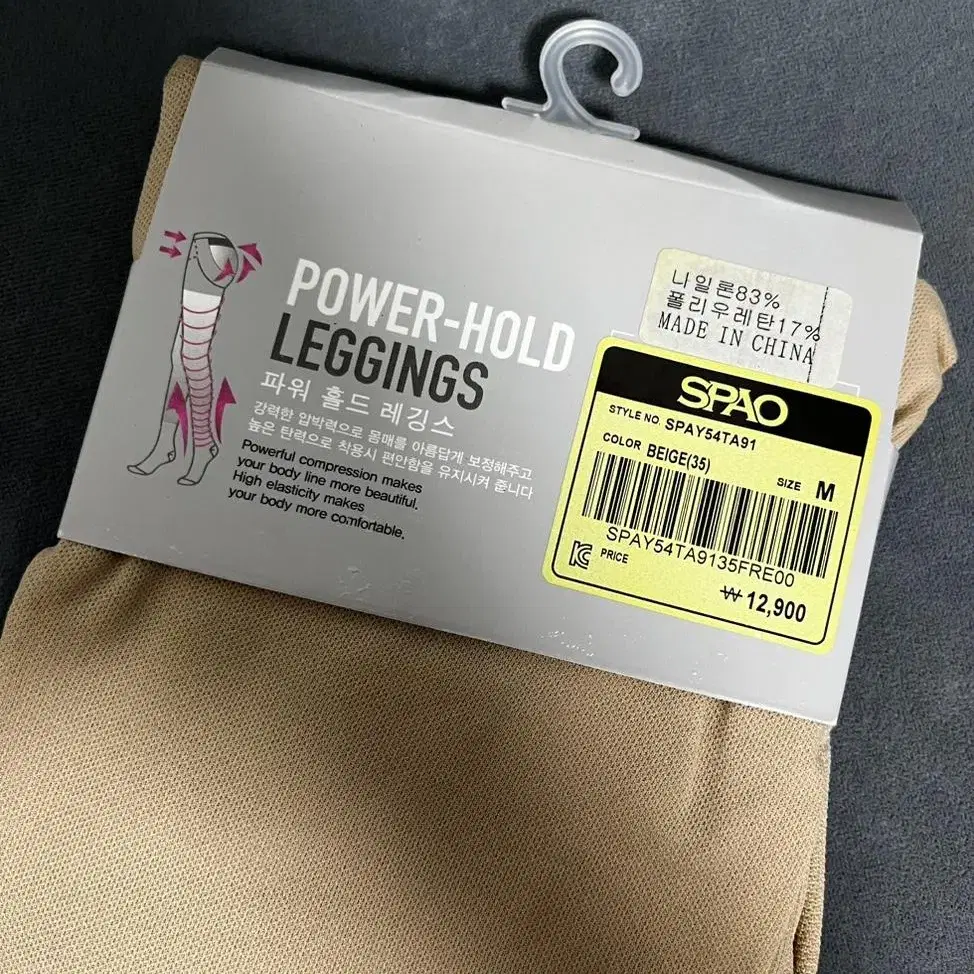 POWER-HOLD
LEGGINGS
파워 홀드 레깅스
강력한 압박력으로 몸매를 아름답게 보정해주고
높은 탄력으로 착용시 편안함을 유지시켜 줍니다
Powerful compression makes
your body line more beautiful.
High elasticity makes
your body more comfortable.
나일론83%
폴리우레탄17%
MADE IN CHINA
SPAO
STYLE NO. SPAY54TA91
COLOR BEIGE(35)
SIZE M
SPAY54TA9135FRE00
PRICE
₩12,900